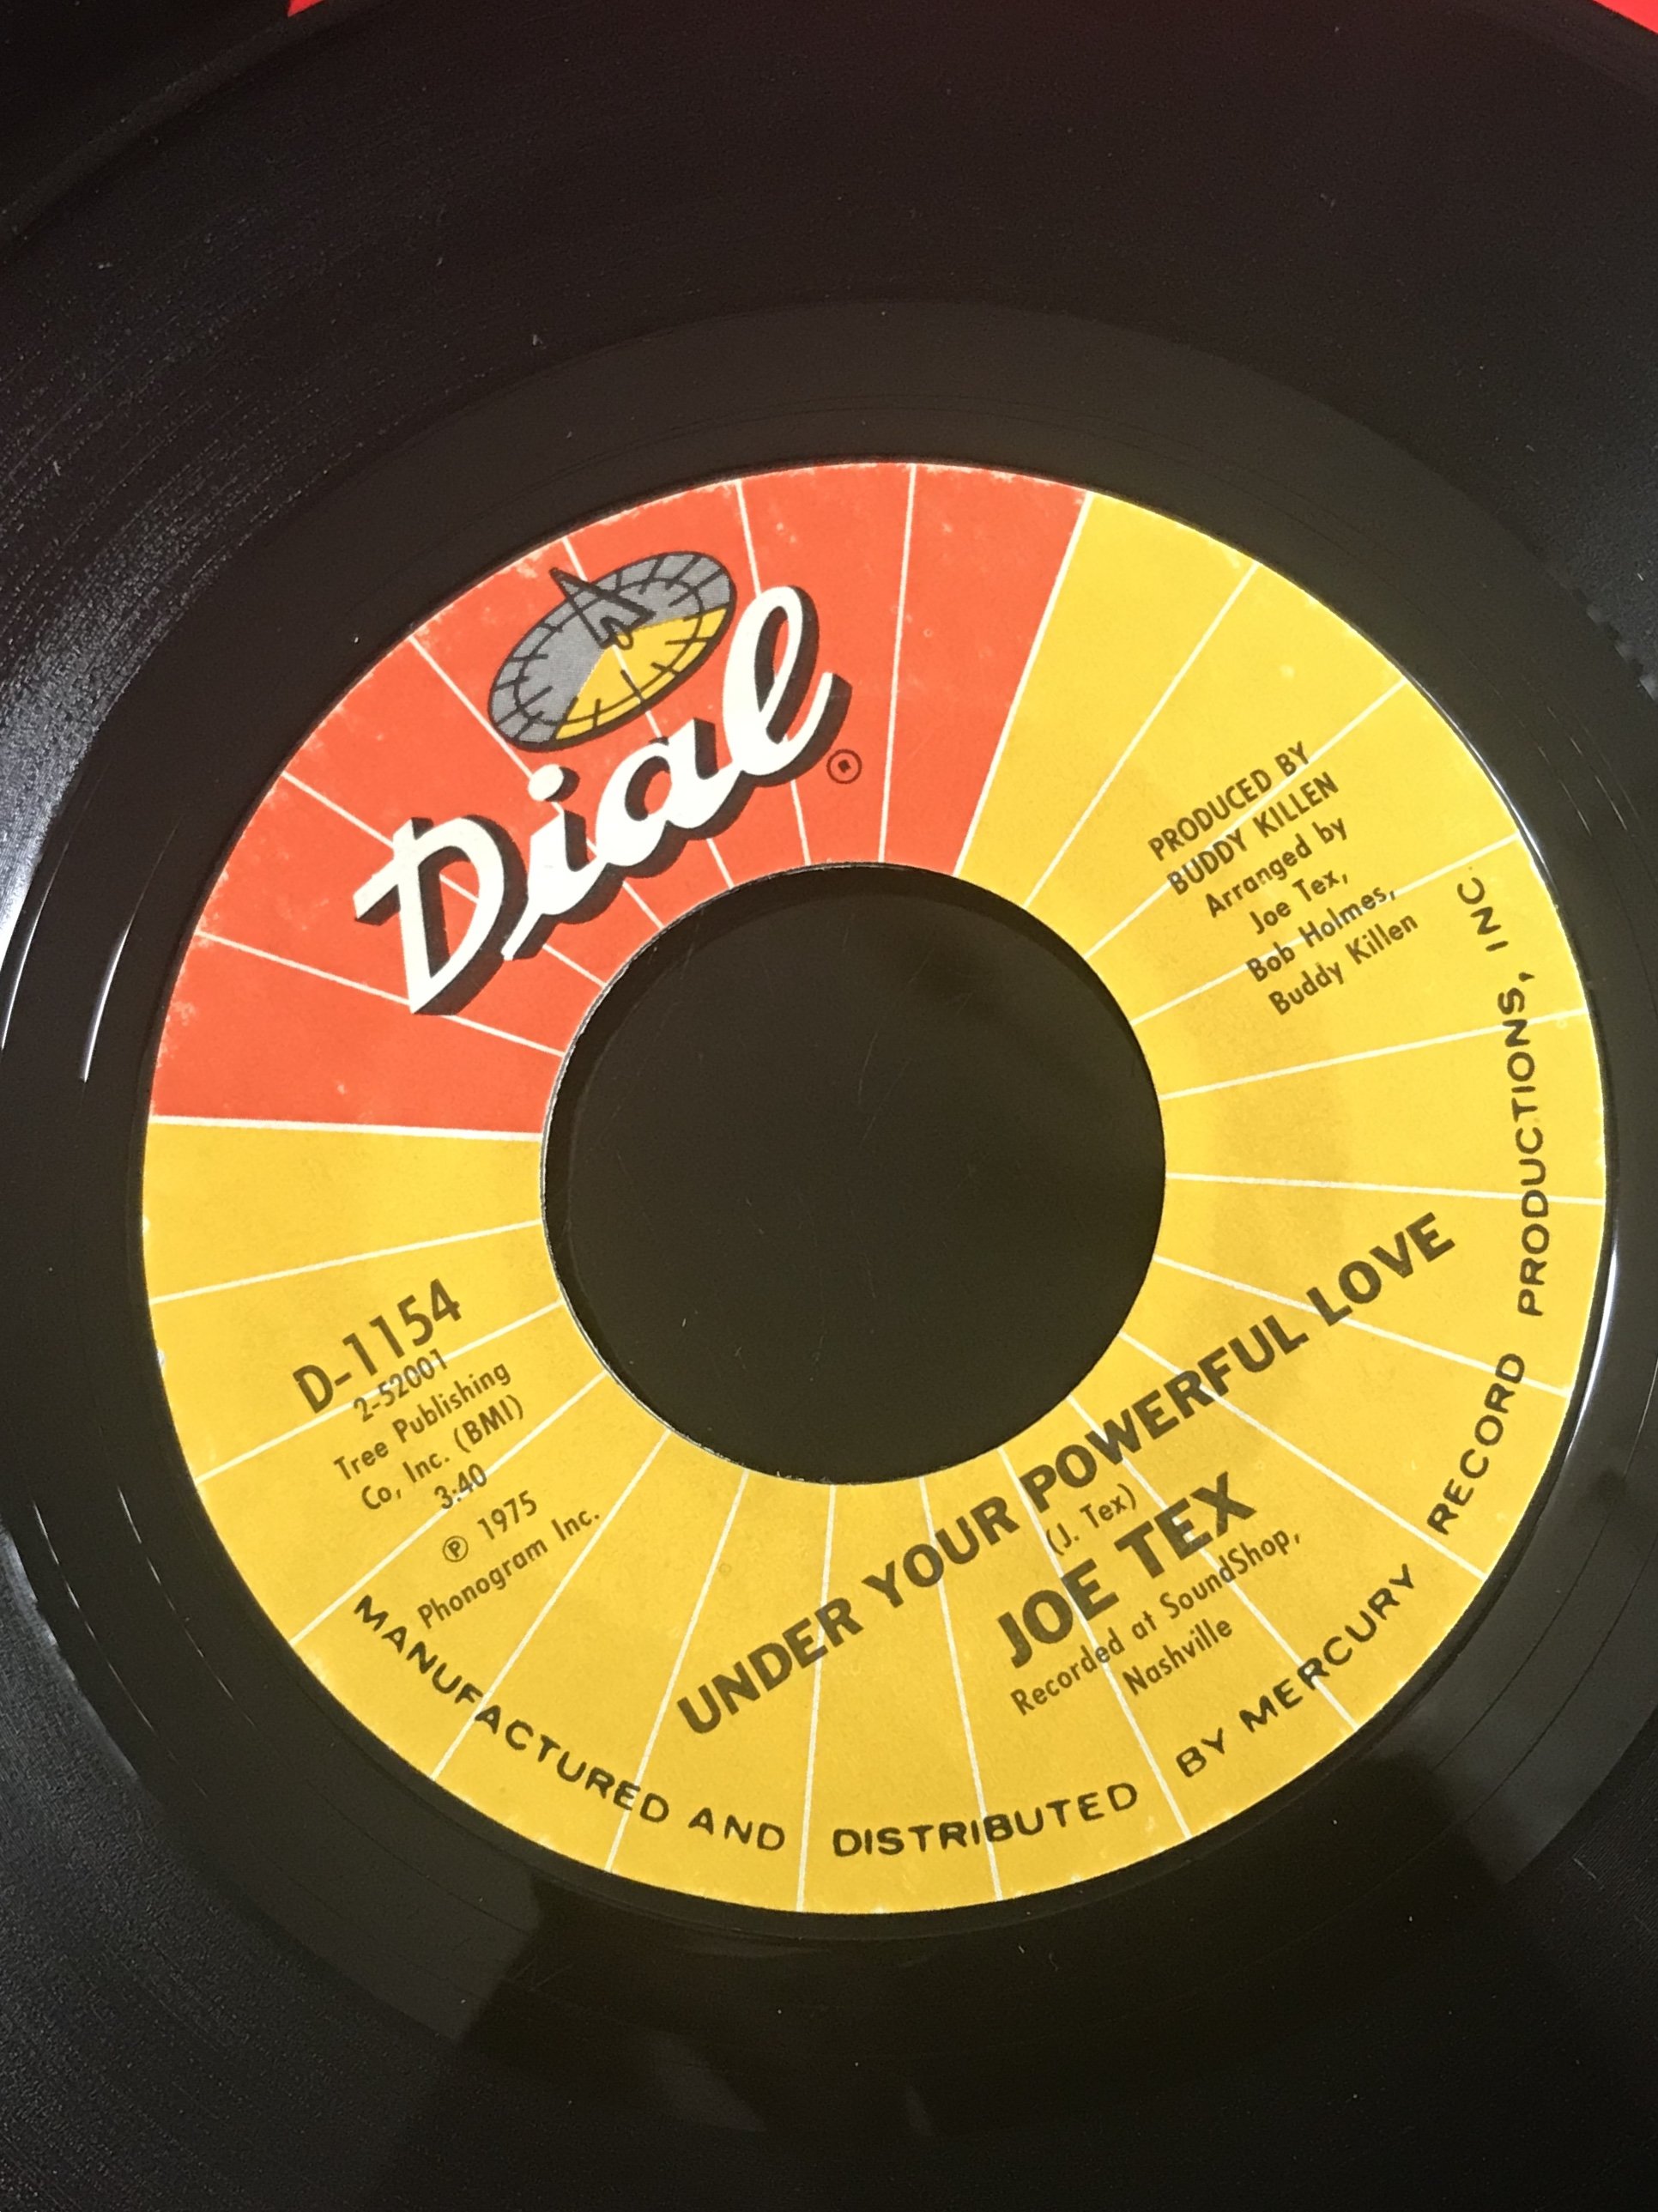 Dial
®
PRODUCED BY
BUDDY KILLEN
Arranged by
Joe Tex,
Bob Holmes,
Buddy Killen
D-1154
2-52001
Tree Publishing
Co, Inc. (BMI)
3:40
℗ 1975
Phonogram Inc.
UNDER YOUR POWERFUL LOVE
(J. Tex)
JOE TEX
Recorded at SoundShop,
Nashville
MANUFACTURED AND DISTRIBUTED BY MERCURY RECORD PRODUCTIONS, INC.